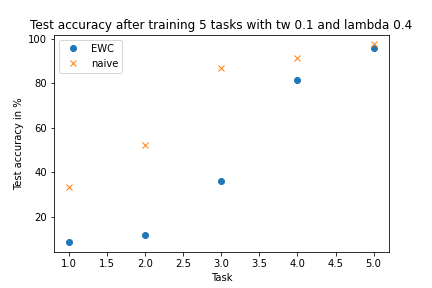 Test accuracy after training 5 tasks with tw 0.1 and lambda 0.4
EWC
naive
100
80
60
40
20
Test accuracy in %
1.0 1.5 2.0 2.5 3.0 3.5 4.0 4.5 5.0
Task